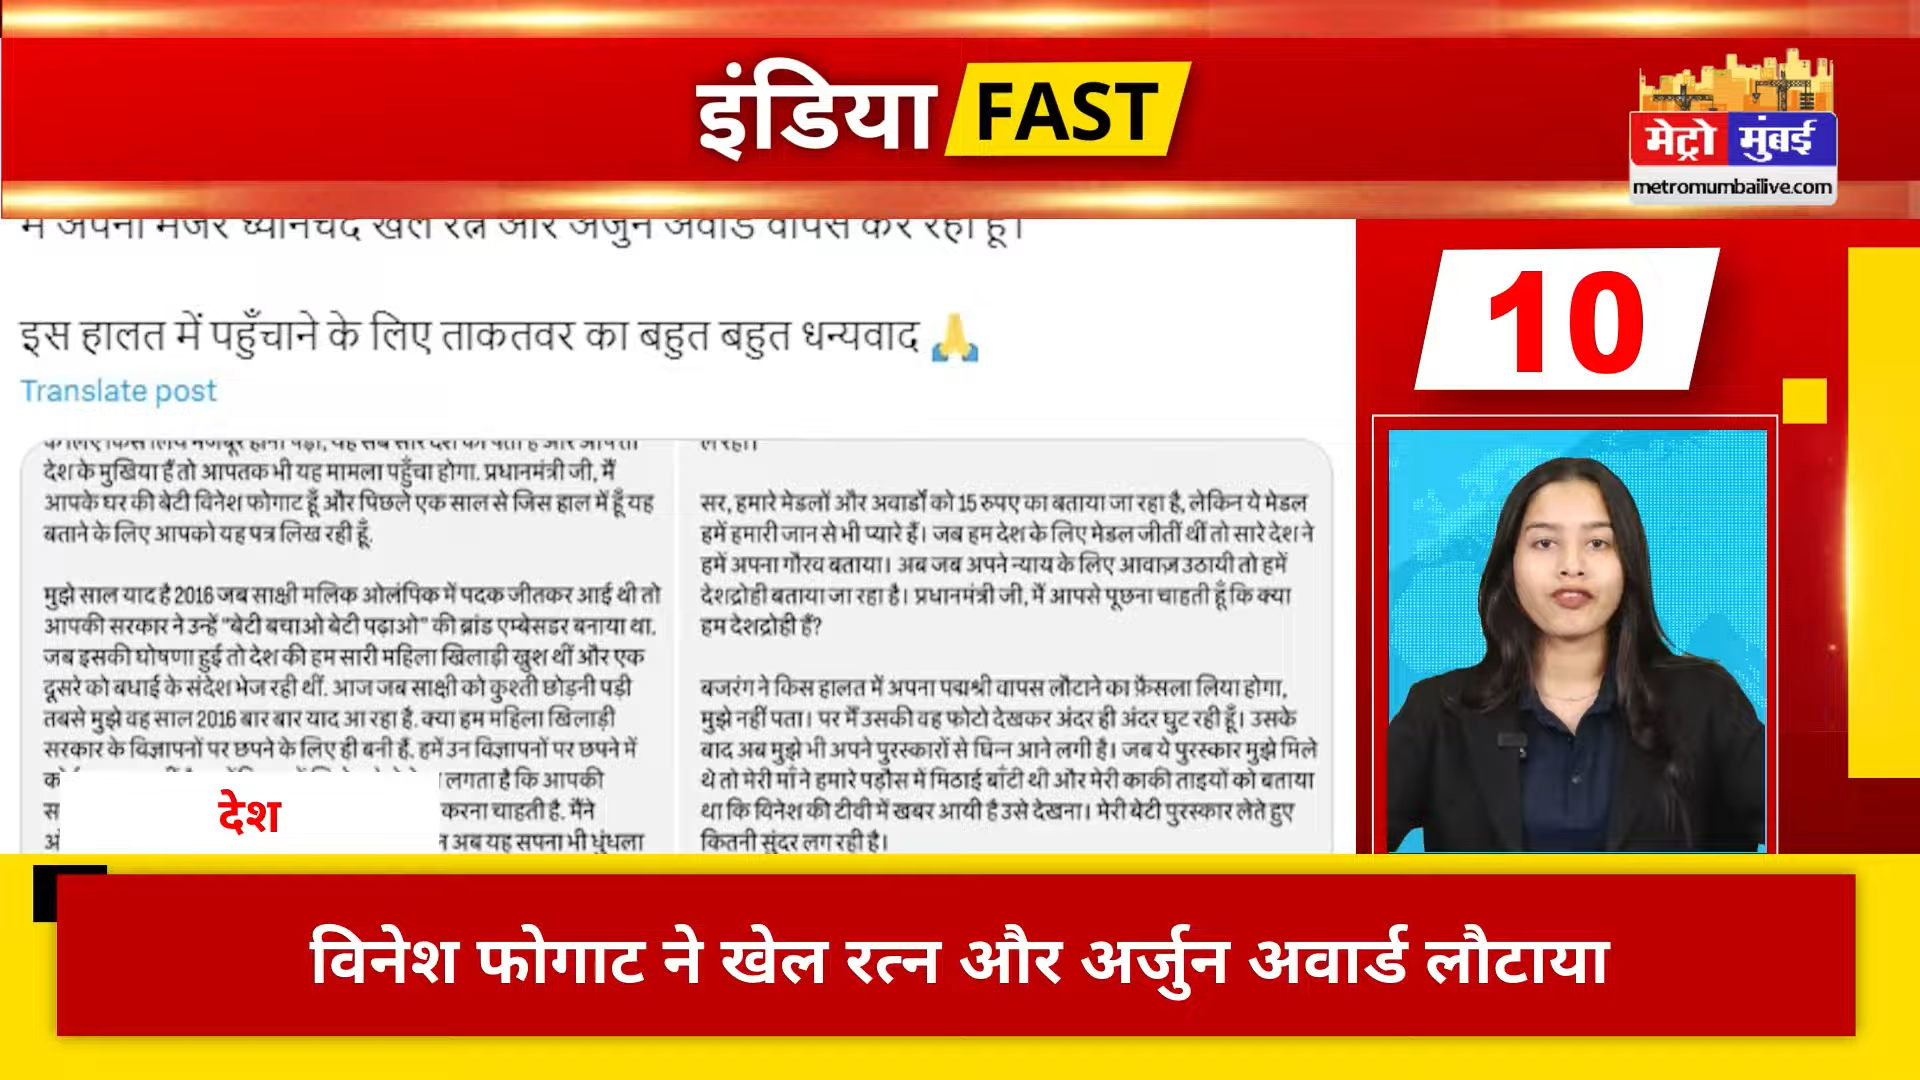 इंडिया FAST
मेट्रो मुंबई
metromumbailive.com
मैं अपना मेजर ध्यानचंद खेल रत्न और अर्जुन अवार्ड वापस कर रही हूँ।
इस हालत में पहुँचाने के लिए ताकतवर का बहुत बहुत धन्यवाद 🙏
Translate post
देश के मुखिया हैं तो आपतक भी यह मामला पहुँचा होगा. प्रधानमंत्री जी, मैं
आपके घर की बेटी विनेश फोगाट हूँ और पिछले एक साल से जिस हाल में हूँ यह
बताने के लिए आपको यह पत्र लिख रही हूँ.
मुझे साल याद है 2016 जब साक्षी मलिक ओलंपिक में पदक जीतकर आई थी तो
आपकी सरकार ने उन्हें "बेटी बचाओ बेटी पढ़ाओ" की ब्रांड एम्बेसडर बनाया था.
जब इसकी घोषणा हुई तो देश की हम सारी महिला खिलाड़ी खुश थीं और एक
दूसरे को बधाई के संदेश भेज रही थीं. आज जब साक्षी को कुश्ती छोड़नी पड़ी
तबसे मुझे वह साल 2016 बार बार याद आ रहा है. क्या हम महिला खिलाड़ी
सरकार के विज्ञापनों पर छपने के लिए ही बनी हैं. हमें उन विज्ञापनों पर छपने में
लगता है कि आपकी
करना चाहती है. मैंने
अब यह सपना भी धुंधला
सर, हमारे मेडलों और अवार्डों को 15 रुपए का बताया जा रहा है, लेकिन ये मेडल
हमें हमारी जान से भी प्यारे हैं। जब हम देश के लिए मेडल जीतीं थीं तो सारे देश ने
हमें अपना गौरव बताया। अब जब अपने न्याय के लिए आवाज़ उठायी तो हमें
देशद्रोही बताया जा रहा है। प्रधानमंत्री जी, मैं आपसे पूछना चाहती हूँ कि क्या
हम देशद्रोही हैं?
बजरंग ने किस हालत में अपना पद्मश्री वापस लौटाने का फ़ैसला लिया होगा,
मुझे नहीं पता। पर मैं उसकी वह फोटो देखकर अंदर ही अंदर घुट रही हूँ। उसके
बाद अब मुझे भी अपने पुरस्कारों से घिन्न आने लगी है। जब ये पुरस्कार मुझे मिले
थे तो मेरी माँ ने हमारे पड़ौस में मिठाई बाँटी थी और मेरी काकी ताइयों को बताया
था कि विनेश की टीवी में खबर आयी है उसे देखना। मेरी बेटी पुरस्कार लेते हुए
कितनी सुंदर लग रही है।
10
देश
विनेश फोगाट ने खेल रत्न और अर्जुन अवार्ड लौटाया